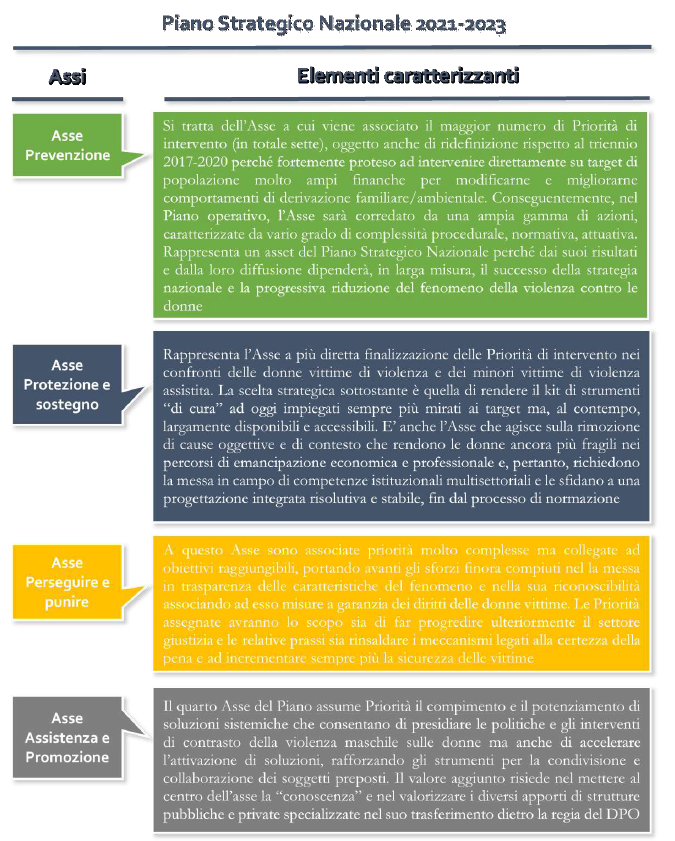 Piano Strategico Nazionale 2021-2023
Assi
Elementi caratterizzanti
Asse
Prevenzione
Si tratta dell'Asse a cui viene associato il maggior numero di Priorità di
intervento (in totale sette), oggetto anche di ridefinizione rispetto al triennio
2017-2020 perché fortemente proteso ad intervenire direttamente su target di
popolazione molto ampi finanche per modificarne e migliorarne
comportamenti di derivazione familiare/ambientale. Conseguentemente, nel
Piano operativo, l'Asse sarà corredato da una ampia gamma di azioni,
caratterizzate da vario grado di complessità procedurale, normativa, attuativa.
Rappresenta un asset del Piano Strategico Nazionale perché dai suoi risultati
e dalla loro diffusione dipenderà, in larga misura, il successo della strategia
nazionale e la progressiva riduzione del fenomeno della violenza contro le
donne
Asse
Protezione e
sostegno
Rappresenta l'Asse a più diretta finalizzazione delle Priorità di intervento nei
confronti delle donne vittime di violenza e dei minori vittime di violenza
assistita. La scelta strategica sottostante è quella di rendere il kit di strumenti
"di cura" ad oggi impiegati sempre più mirati ai target ma, al contempo,
largamente disponibili e accessibili. E' anche l'Asse che agisce sulla rimozione
di cause oggettive e di contesto che rendono le donne ancora più fragili nei
percorsi di emancipazione economica e professionale e, pertanto, richiedono
la messa in campo di competenze istituzionali multisettoriali e le sfidano a una
progettazione integrata risolutiva e stabile, fin dal processo di normazione
Asse
Perseguire e
punire
A questo Asse sono associate priorità molto complesse ma collegate ad
obiettivi raggiungibili, portando avanti gli sforzi finora compiuti nel la messa
in trasparenza delle caratteristiche del fenomeno e nella sua riconoscibilità
associando ad esso misure a garanzia dei diritti delle donne vittime. Le Priorità
assegnate avranno lo scopo sia di far progredire ulteriormente il settore
giustizia e le relative prassi sia rinsaldare i meccanismi legati alla certezza della
pena e ad incrementare sempre più la sicurezza delle vittime
Asse
Assistenza e
Promozione
Il quarto Asse del Piano assume Priorità il compimento e il potenziamento di
soluzioni sistemiche che consentano di presidiare le politiche e gli interventi
di contrasto della violenza maschile sulle donne ma anche di accelerare
l'attivazione di soluzioni, rafforzando gli strumenti per la condivisione e
collaborazione dei soggetti preposti. Il valore aggiunto risiede nel mettere al
centro dell'asse la "conoscenza" e nel valorizzare i diversi apporti di strutture
pubbliche e private specializzate nel suo trasferimento dietro la regia del DPO